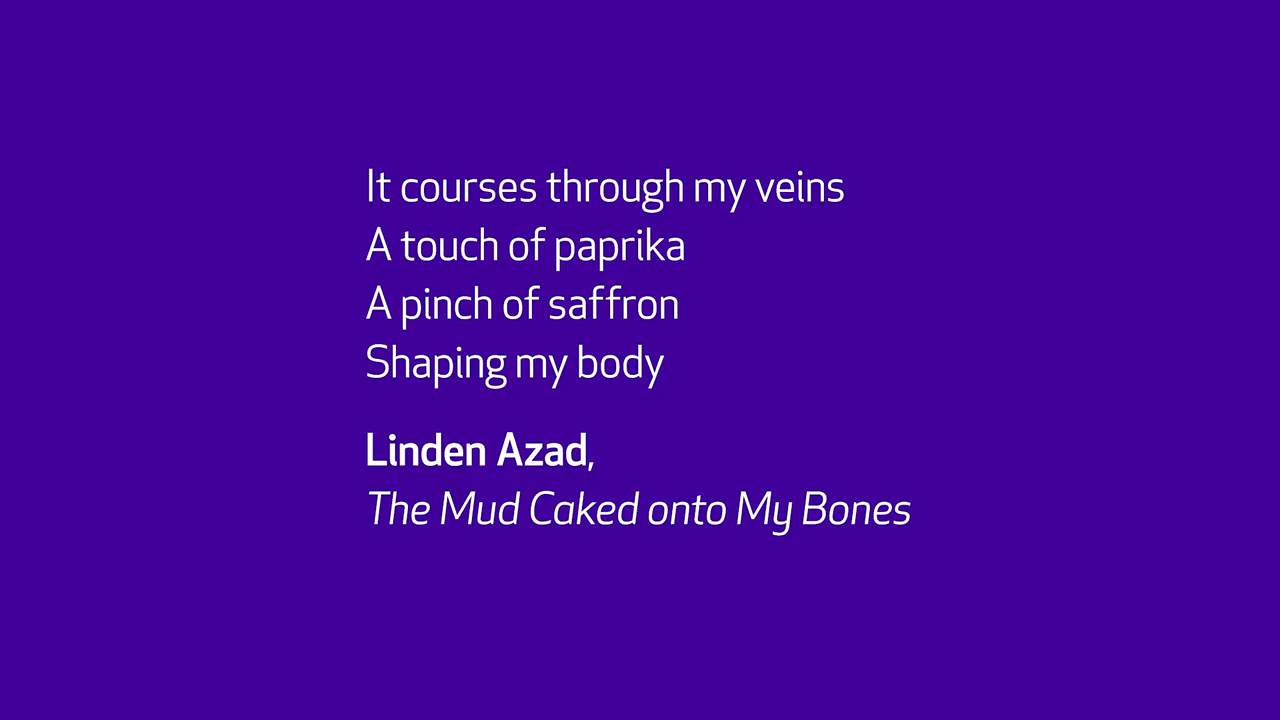 It courses through my veins
A touch of paprika
A pinch of saffron
Shaping my body
Linden Azad,
The Mud Caked onto My Bones